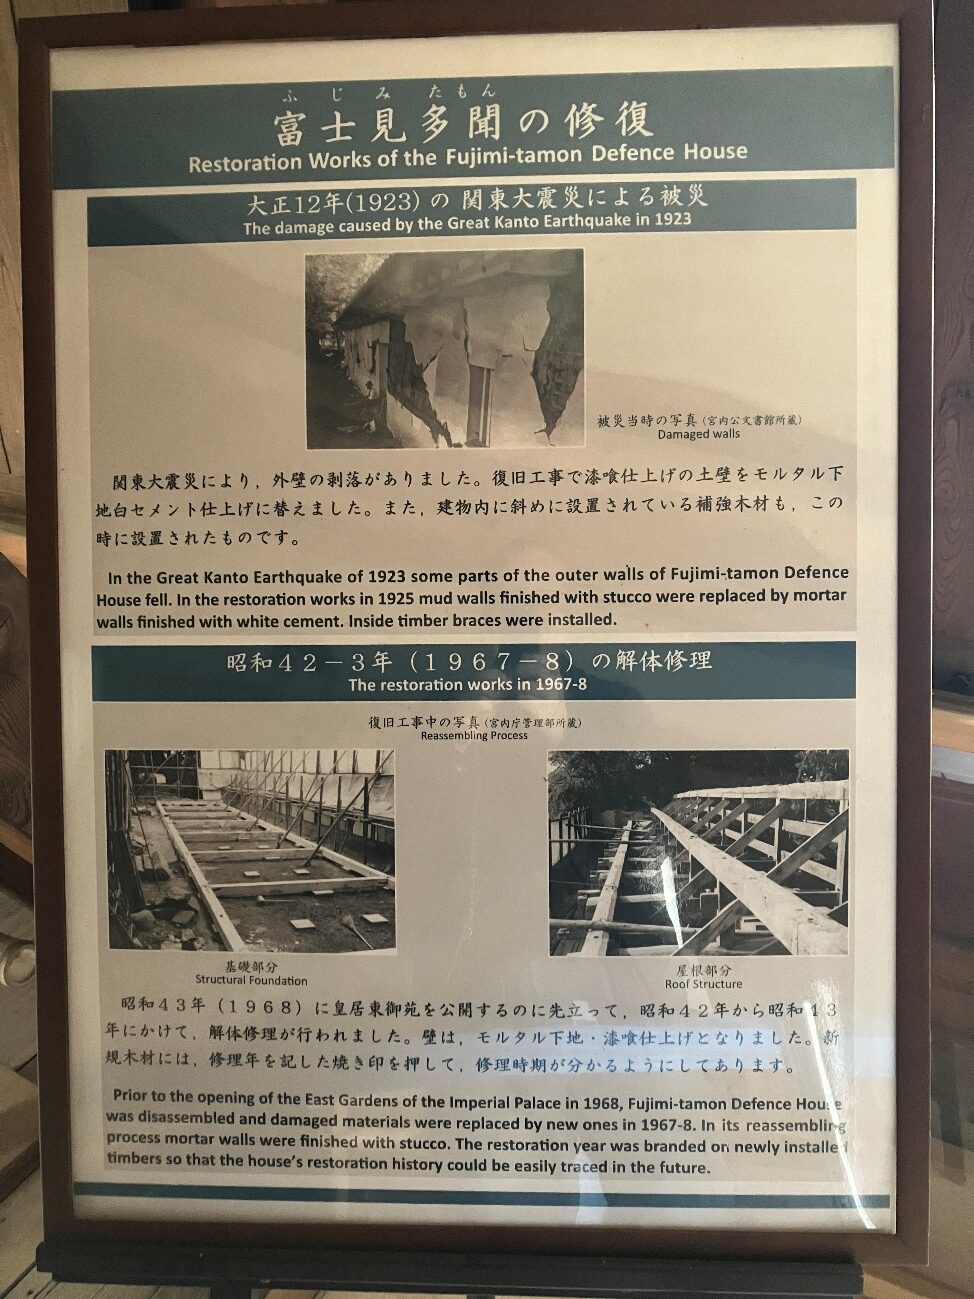 ふじみ たもん
富士見多聞の修復
Restoration Works of the Fujimi-tamon Defence House
大正12年(1923)の 関東大震災による被災
The damage caused by the Great Kanto Earthquake in 1923
被災当時の写真（宮内公文書館所蔵）
Damaged walls
関東大震災により，外壁の剥落がありました。復旧工事で漆喰仕上げの土壁をモルタル下
地白セメント仕上げに替えました。また，建物内に斜めに設置されている補強木材も，この
時に設置されたものです。
In the Great Kanto Earthquake of 1923 some parts of the outer walls of Fujimi-tamon Defence
House fell. In the restoration works in 1925 mud walls finished with stucco were replaced by mortar
walls finished with white cement. Inside timber braces were installed.
昭和４２－３年（１９６７－８）の解体修理
The restoration works in 1967-8
復旧工事中の写真（宮内庁管理部所蔵）
Reassembling Process
基礎部分
Structural Foundation
屋根部分
Roof Structure
昭和４３年（１９６８）に皇居東御苑を公開するのに先立って，昭和４２年から昭和４３
年にかけて，解体修理が行われました。壁は，モルタル下地・漆喰仕上げとなりました。新
規木材には，修理年を記した焼き印を押して，修理時期が分かるようにしてあります。
Prior to the opening of the East Gardens of the Imperial Palace in 1968, Fujimi-tamon Defence House
was disassembled and damaged materials were replaced by new ones in 1967-8. In its reassembling
process mortar walls were finished with stucco. The restoration year was branded on newly installed
timbers so that the house's restoration history could be easily traced in the future.